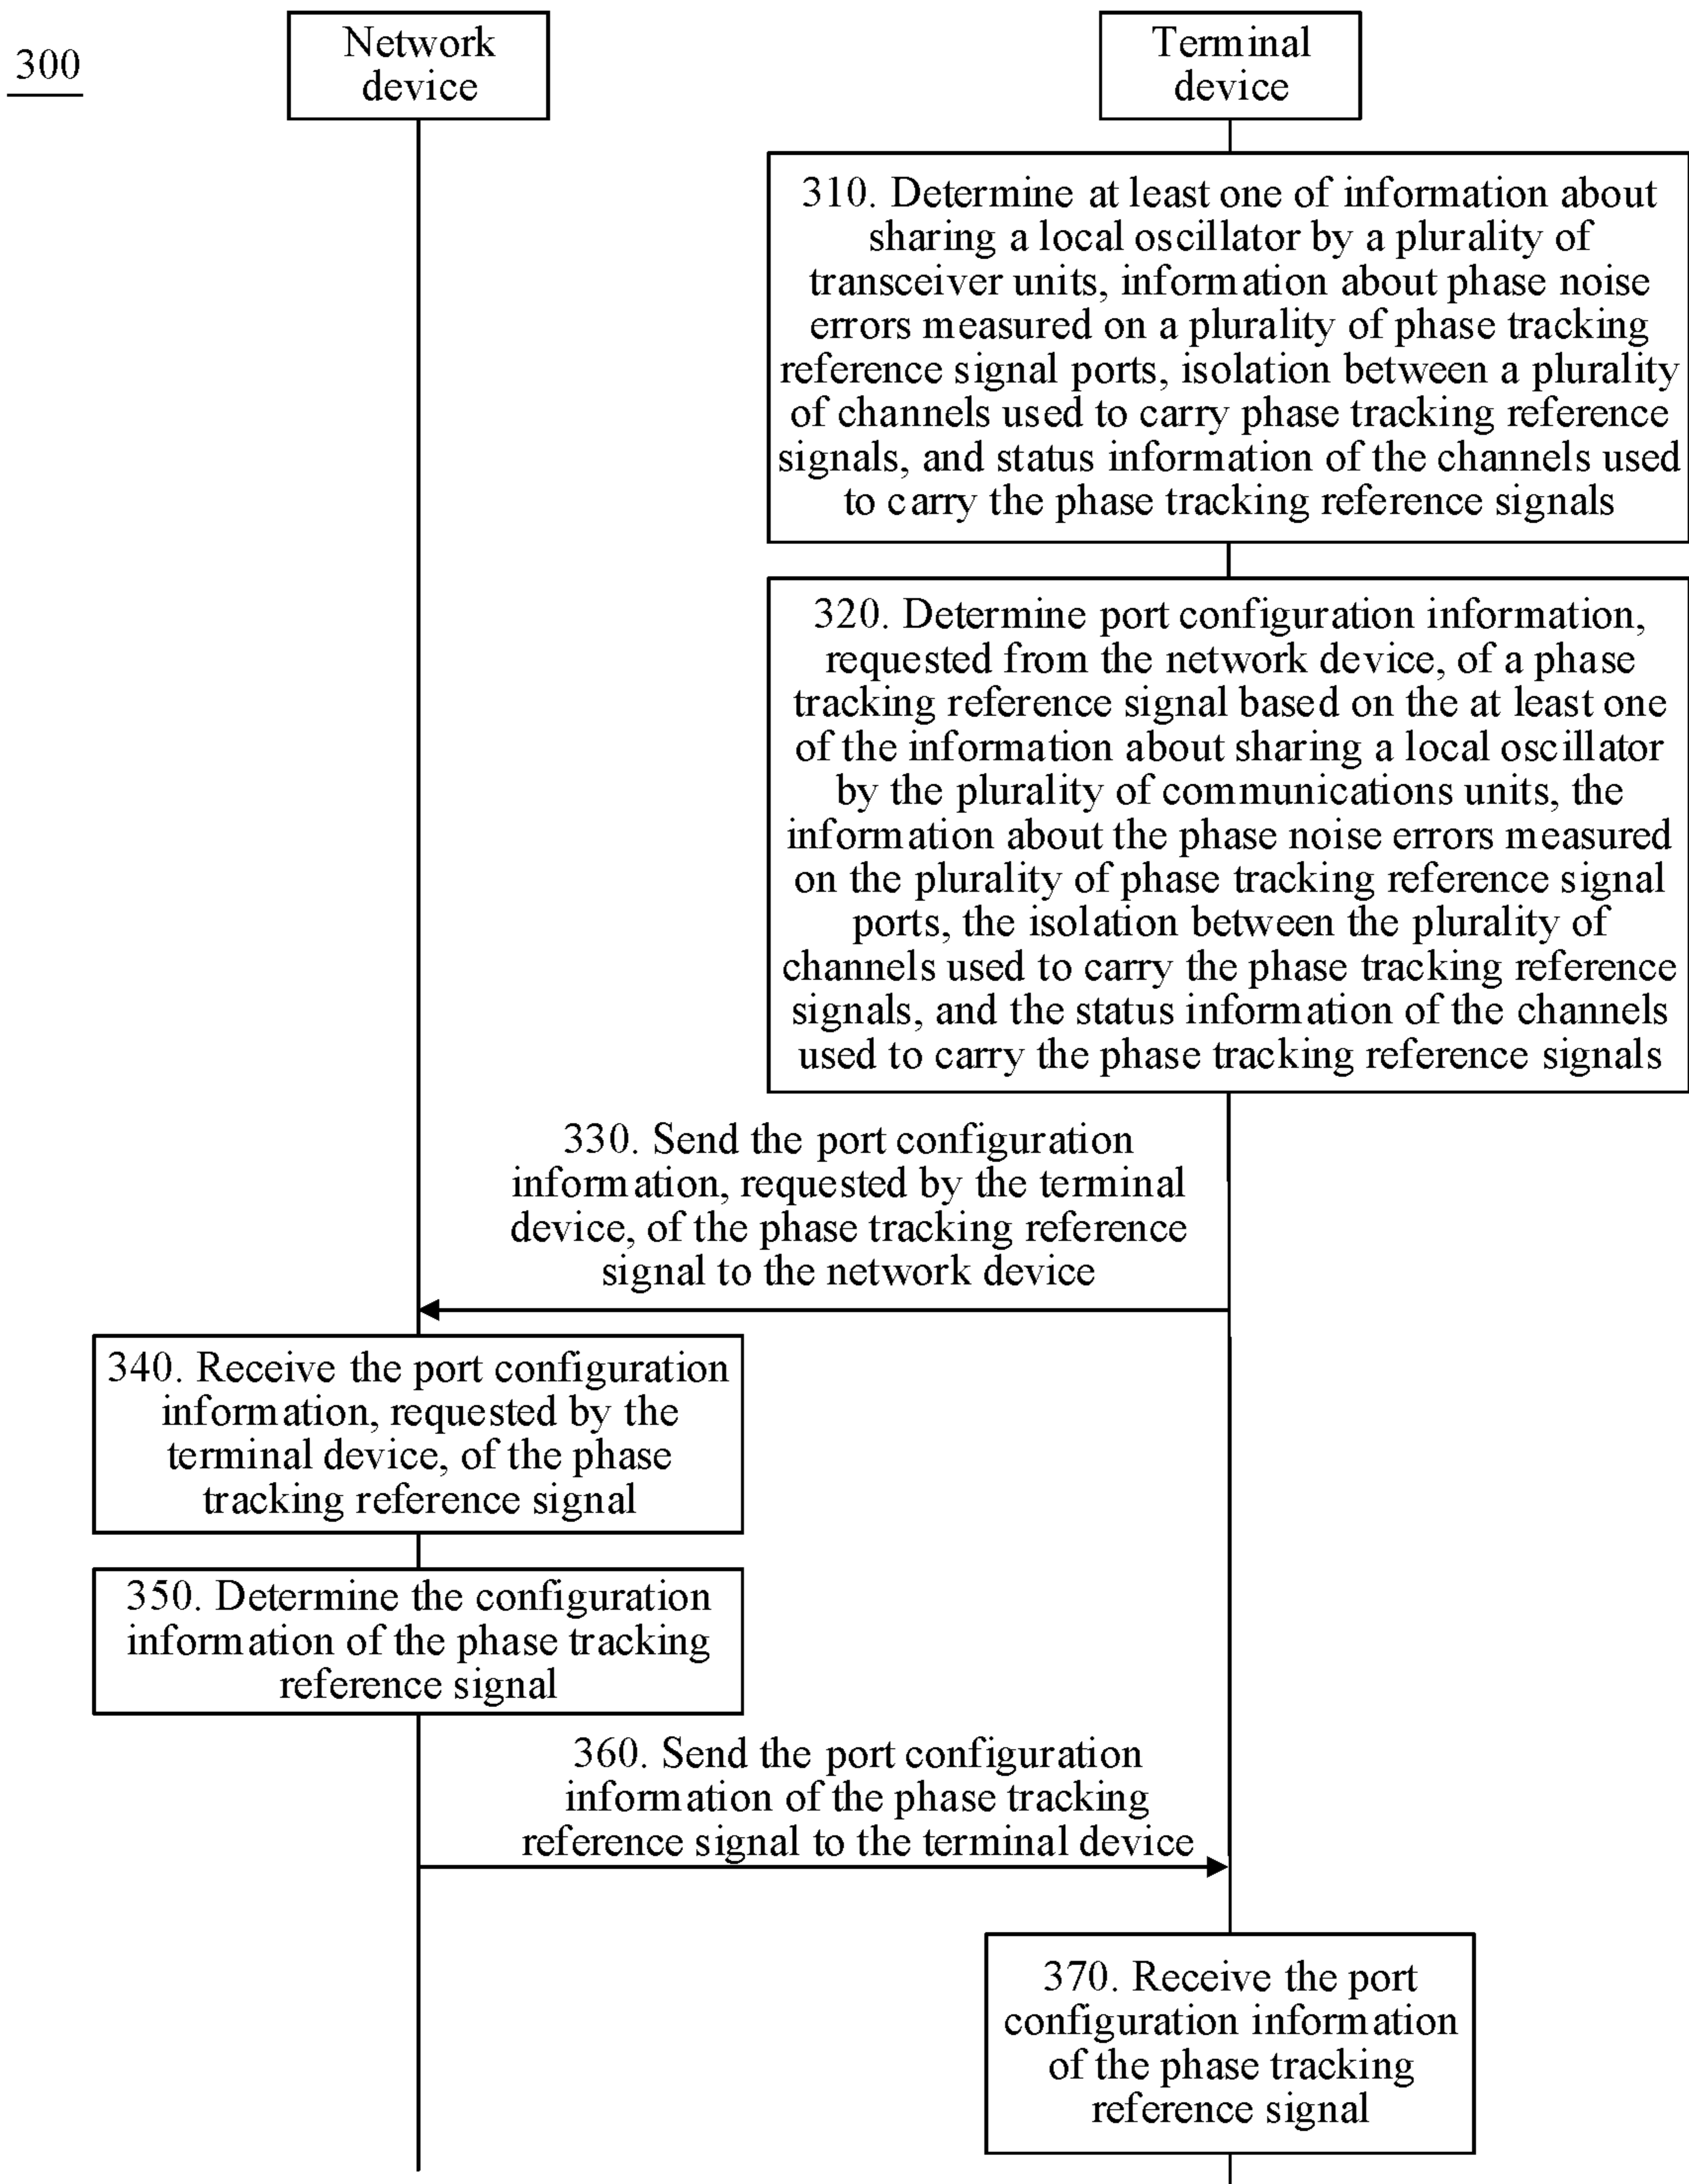 300
Network
device
Terminal
device
310. Determine at least one of information about
sharing a local oscillator by a plurality of
transceiver units, information about phase noise
errors measured on a plurality of phase tracking
reference signal ports, isolation between a plurality
of channels used to carry phase tracking reference
signals, and status information of the channels used
to carry the phase tracking reference signals
320. Determine port configuration information,
requested from the network device, of a phase
tracking reference signal based on the at least one
of the information about sharing a local oscillator
by the plurality of communications units, the
information about the phase noise errors measured
on the plurality of phase tracking reference signal
ports, the isolation between the plurality of
channels used to carry the phase tracking reference
signals, and the status information of the channels
used to carry the phase tracking reference signals
330. Send the port configuration
information, requested by the terminal
device, of the phase tracking reference
signal to the network device
340. Receive the port configuration
information, requested by the
terminal device, of the phase
tracking reference signal
350. Determine the configuration
information of the phase tracking
reference signal
360. Send the port configuration
information of the phase tracking
reference signal to the terminal device
370. Receive the port
configuration information
of the phase tracking
reference signal